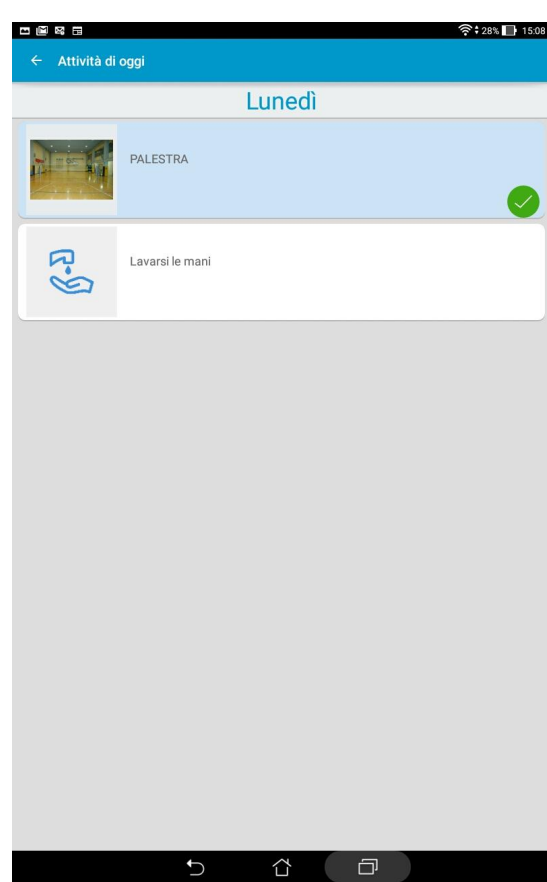 28% 15:08
Attività di oggi
Lunedì
PALESTRA
Lavarsi le mani